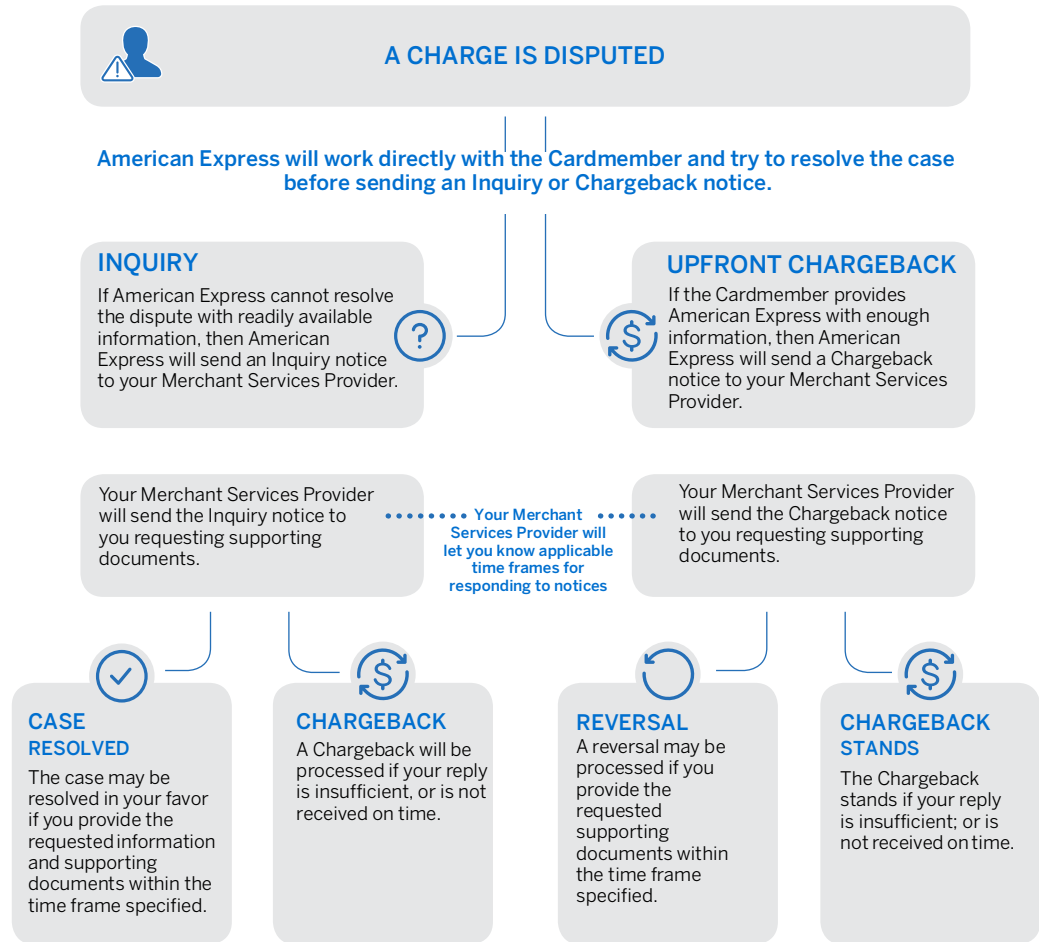 A CHARGE IS DISPUTED
American Express will work directly with the Cardmember and try to resolve the case
before sending an Inquiry or Chargeback notice.
INQUIRY
If American Express cannot resolve
the dispute with readily available
information, then American
Express will send an Inquiry notice
to your Merchant Services Provider.
?
UPFRONT CHARGEBACK
If the Cardmember provides
American Express with enough
information, then American
Express will send a Chargeback
notice to your Merchant Services
Provider.
$
Your Merchant Services Provider
will send the Inquiry notice to
you requesting supporting
documents.
Your Merchant
Services Provider will
let you know applicable
time frames for
responding to notices
Your Merchant Services Provider
will send the Chargeback notice
to you requesting supporting
documents.
CASE
RESOLVED
The case may be
resolved in your favor
if you provide the
requested information
and supporting
documents within the
time frame specified.
$
CHARGEBACK
A Chargeback will be
processed if your reply
is insufficient, or is not
received on time.
REVERSAL
A reversal may be
processed if you
provide the
requested
supporting
documents within
the time frame
specified.
$
CHARGEBACK
STANDS
The Chargeback
stands if your reply
is insufficient; or is
not received on time.